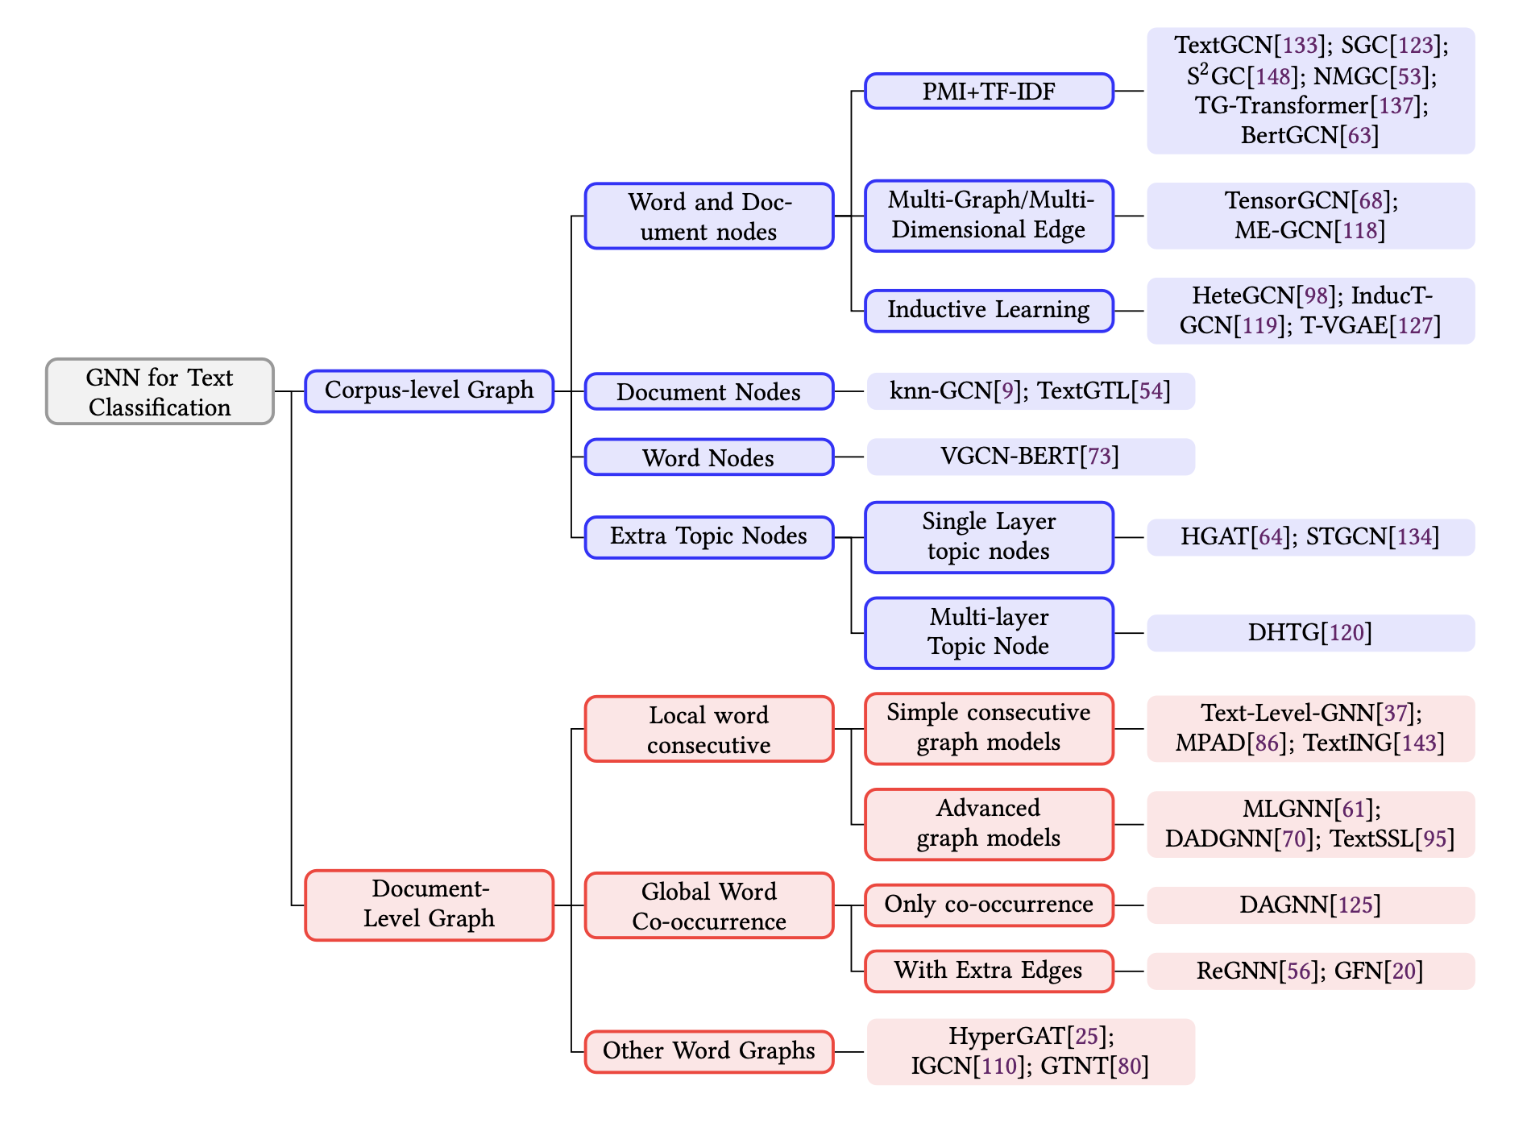 GNN for Text
Classification
Corpus-level Graph
Word and Doc-
ument nodes
PMI+TF-IDF
TextGCN[133]; SGC[123];
S²GC[148]; NMGC[53];
TG-Transformer[137];
BertGCN[63]
Multi-Graph/Multi-
Dimensional Edge
TensorGCN[68];
ME-GCN[118]
Inductive Learning
HeteGCN[98]; InducT-
GCN[119]; T-VGAE[127]
Document Nodes
knn-GCN[9]; TextGTL[54]
Word Nodes
VGCN-BERT[73]
Extra Topic Nodes
Single Layer
topic nodes
HGAT[64]; STGCN[134]
Multi-layer
Topic Node
DHTG[120]
Document-
Level Graph
Local word
consecutive
Simple consecutive
graph models
Text-Level-GNN[37];
MPAD[86]; TextING[143]
Advanced
graph models
MLGNN[61];
DADGNN[70]; TextSSL[95]
Global Word
Co-occurrence
Only co-occurrence
DAGNN[125]
With Extra Edges
ReGNN[56]; GFN[20]
Other Word Graphs
HyperGAT[25];
IGCN[110]; GTNT[80]